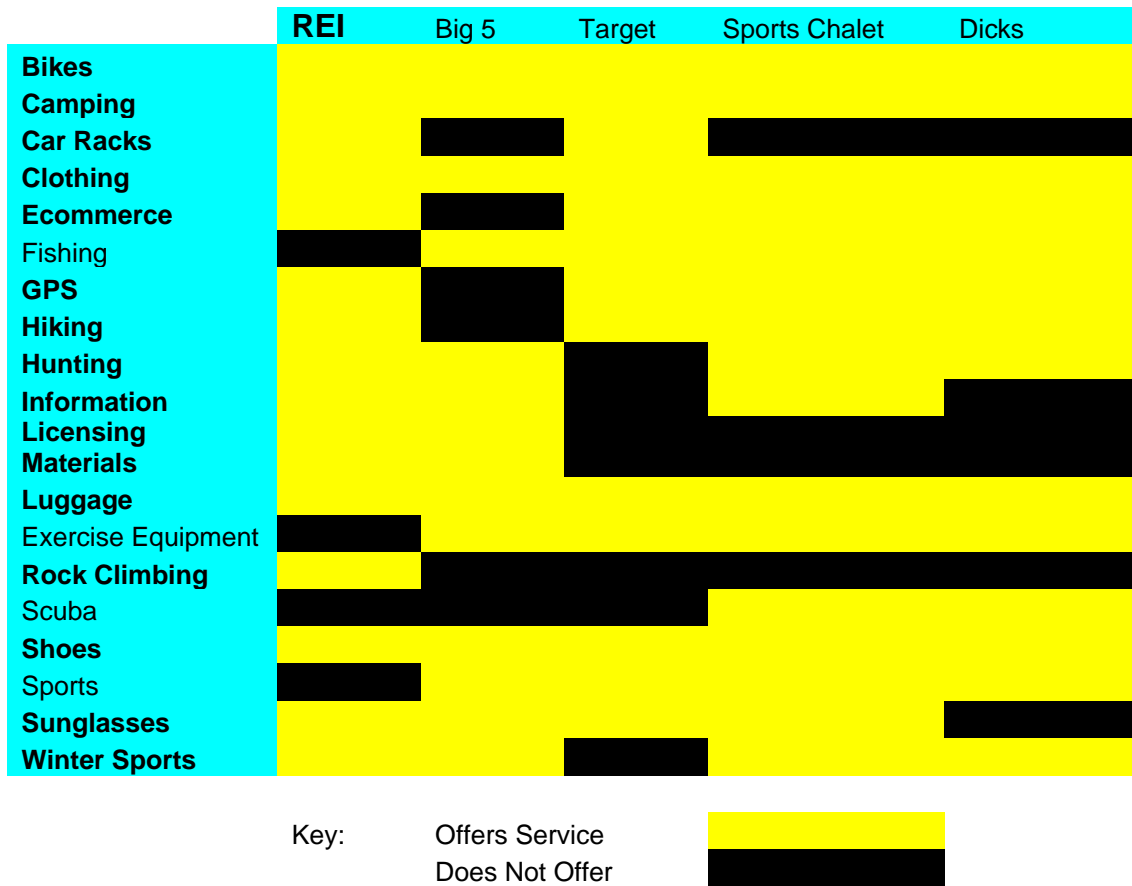 REI Big 5 Target Sports Chalet Dicks
Bikes
Camping
Car Racks
Clothing
Ecommerce
Fishing
GPS
Hiking
Hunting
Information
Licensing
Materials
Luggage
Exercise Equipment
Rock Climbing
Scuba
Shoes
Sports
Sunglasses
Winter Sports
Key: Offers Service
Does Not Offer